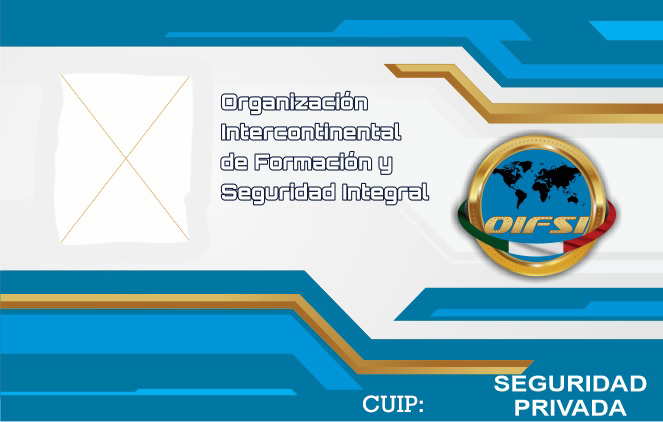 Organización
Intercontinental
de Formación y
Seguridad Integral
OIFSI
CUIP:
SEGURIDAD
PRIVADA